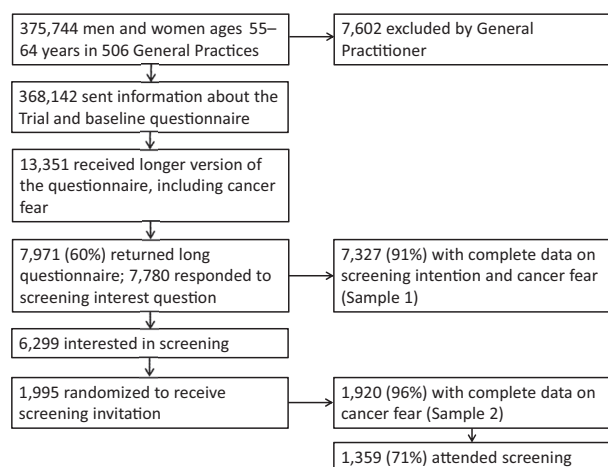 375,744 men and women ages 55–
64 years in 506 General Practices
7,602 excluded by General
Practitioner
368,142 sent information about the
Trial and baseline questionnaire
13,351 received longer version of
the questionnaire, including cancer
fear
7,971 (60%) returned long
questionnaire; 7,780 responded to
screening interest question
7,327 (91%) with complete data on
screening intention and cancer fear
(Sample 1)
6,299 interested in screening
1,995 randomized to receive
screening invitation
1,920 (96%) with complete data on
cancer fear (Sample 2)
1,359 (71%) attended screening